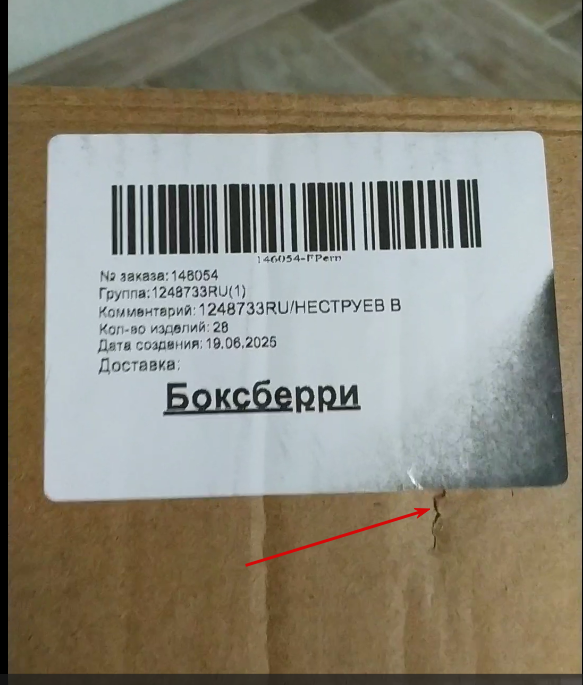 146054-FPern
№ заказа: 146054
Группа:1248733RU(1)
Комментарий: 1248733RU/НЕСТРУЕВ В
Кол-во изделий: 28
Дата создания: 19.06.2025
Доставка:
Боксберри